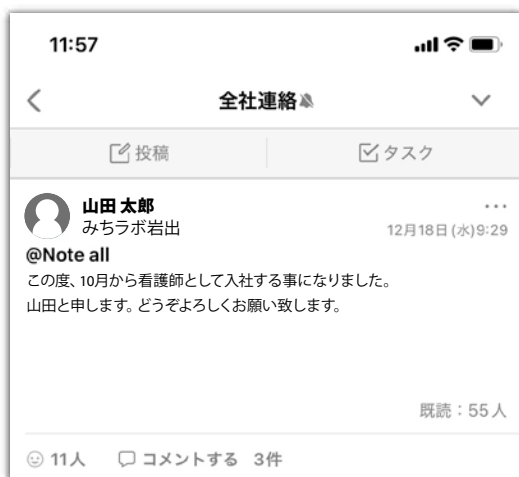 11:57
全社連絡
投稿
タスク
山田 太郎
みちラボ岩出
12月18日(水)9:29
@Note all
この度、10月から看護師として入社する事になりました。
山田と申します。どうぞよろしくお願い致します。
既読：55人
11人 コメントする 3件